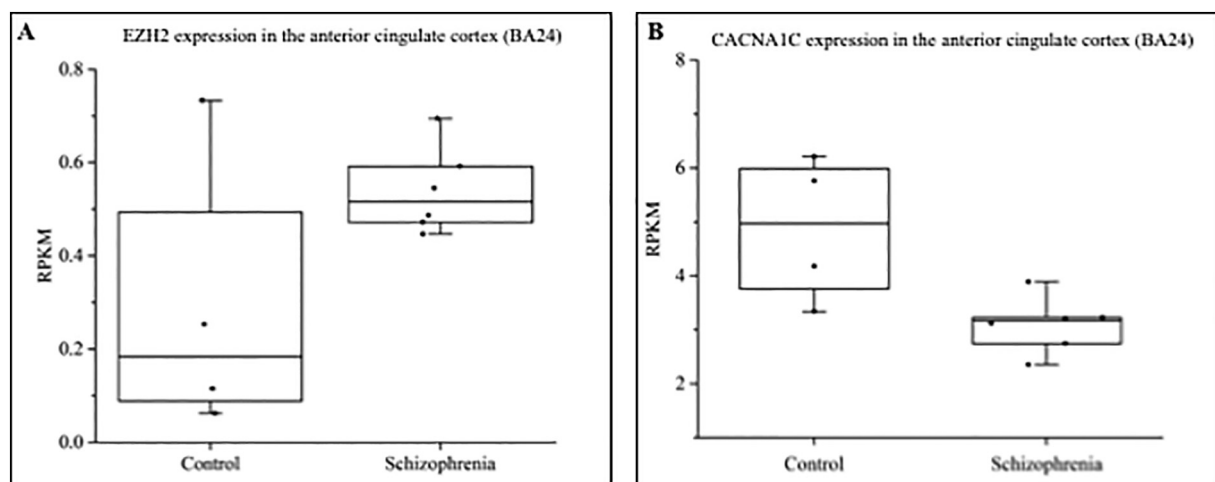 A
EZH2 expression in the anterior cingulate cortex (BA24)
0.8
0.6
0.4
0.2
0.0
RPKM
Control
Schizophrenia
B
CACNA1C expression in the anterior cingulate cortex (BA24)
8
6
4
2
RPKM
Control
Schizophrenia